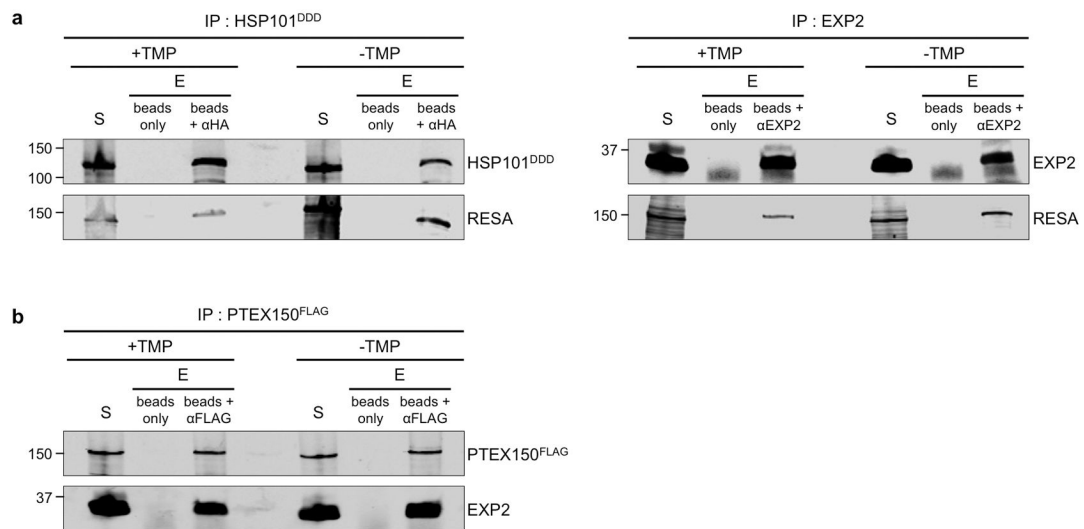 a
IP : HSP101DDD
+TMP -TMP
E E
S beads only beads + αHA S beads only beads + αHA
150
100
HSP101DDD
150
RESA
IP : EXP2
+TMP -TMP
E E
S beads only beads + αEXP2 S beads only beads + αEXP2
37
EXP2
150
RESA
b
IP : PTEX150FLAG
+TMP -TMP
E E
S beads only beads + αFLAG S beads only beads + αFLAG
150
PTEX150FLAG
37
EXP2